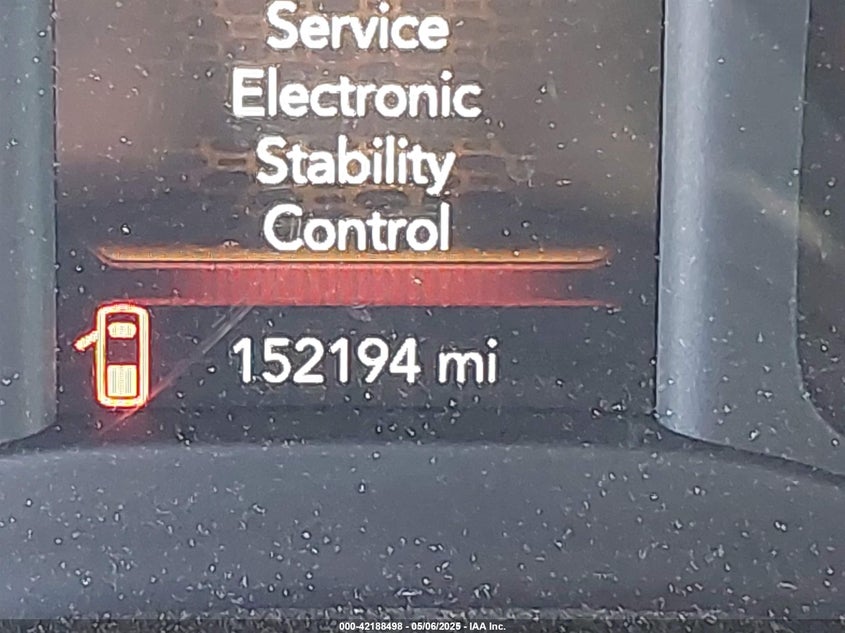 Service
Electronic
Stability
Control
152194 mi
000-42188498 - 05/06/2025 - IAA Inc.